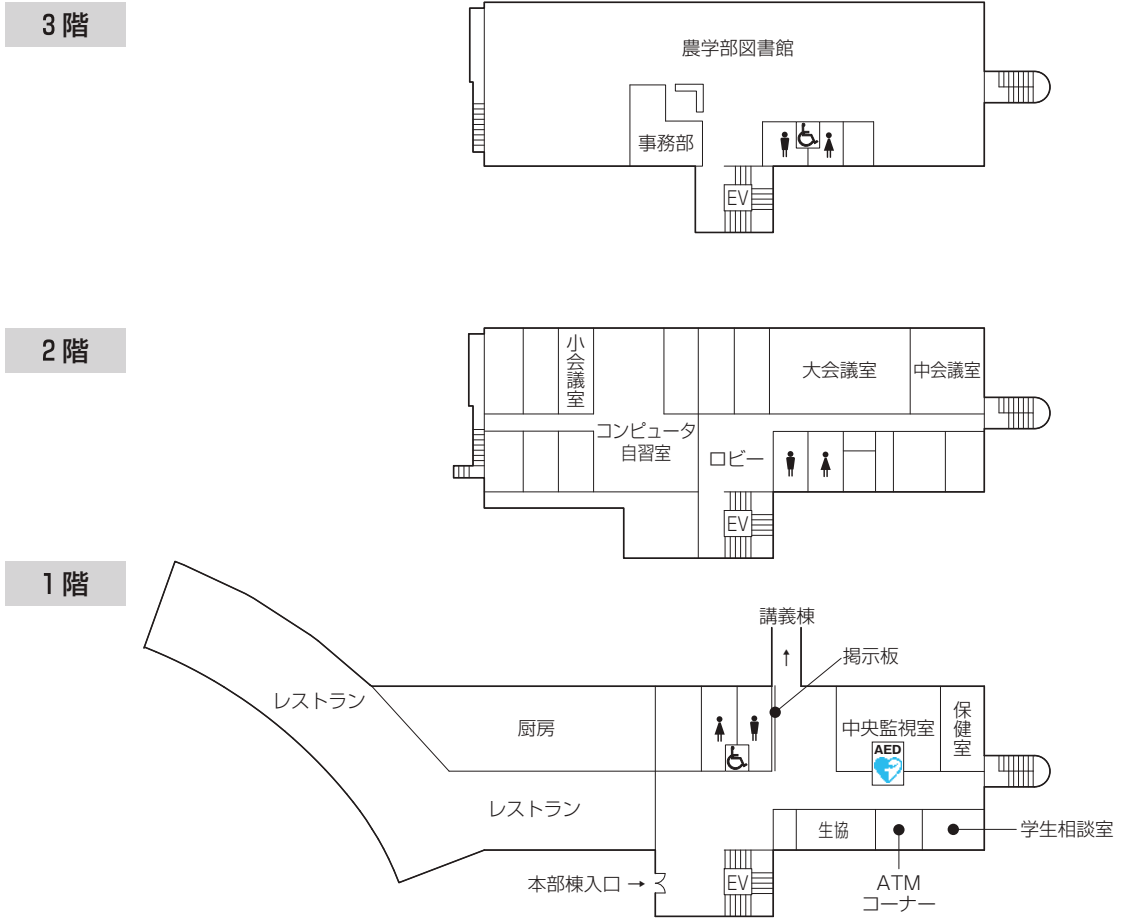 3階
農学部図書館
事務部
EV
2階
小会議室
大会議室
中会議室
コンピュータ
自習室
ロビー
EV
1階
講義棟
↑
掲示板
レストラン
厨房
中央監視室
保健室
AED
レストラン
生協
学生相談室
本部棟入口 →
EV
ATM
コーナー